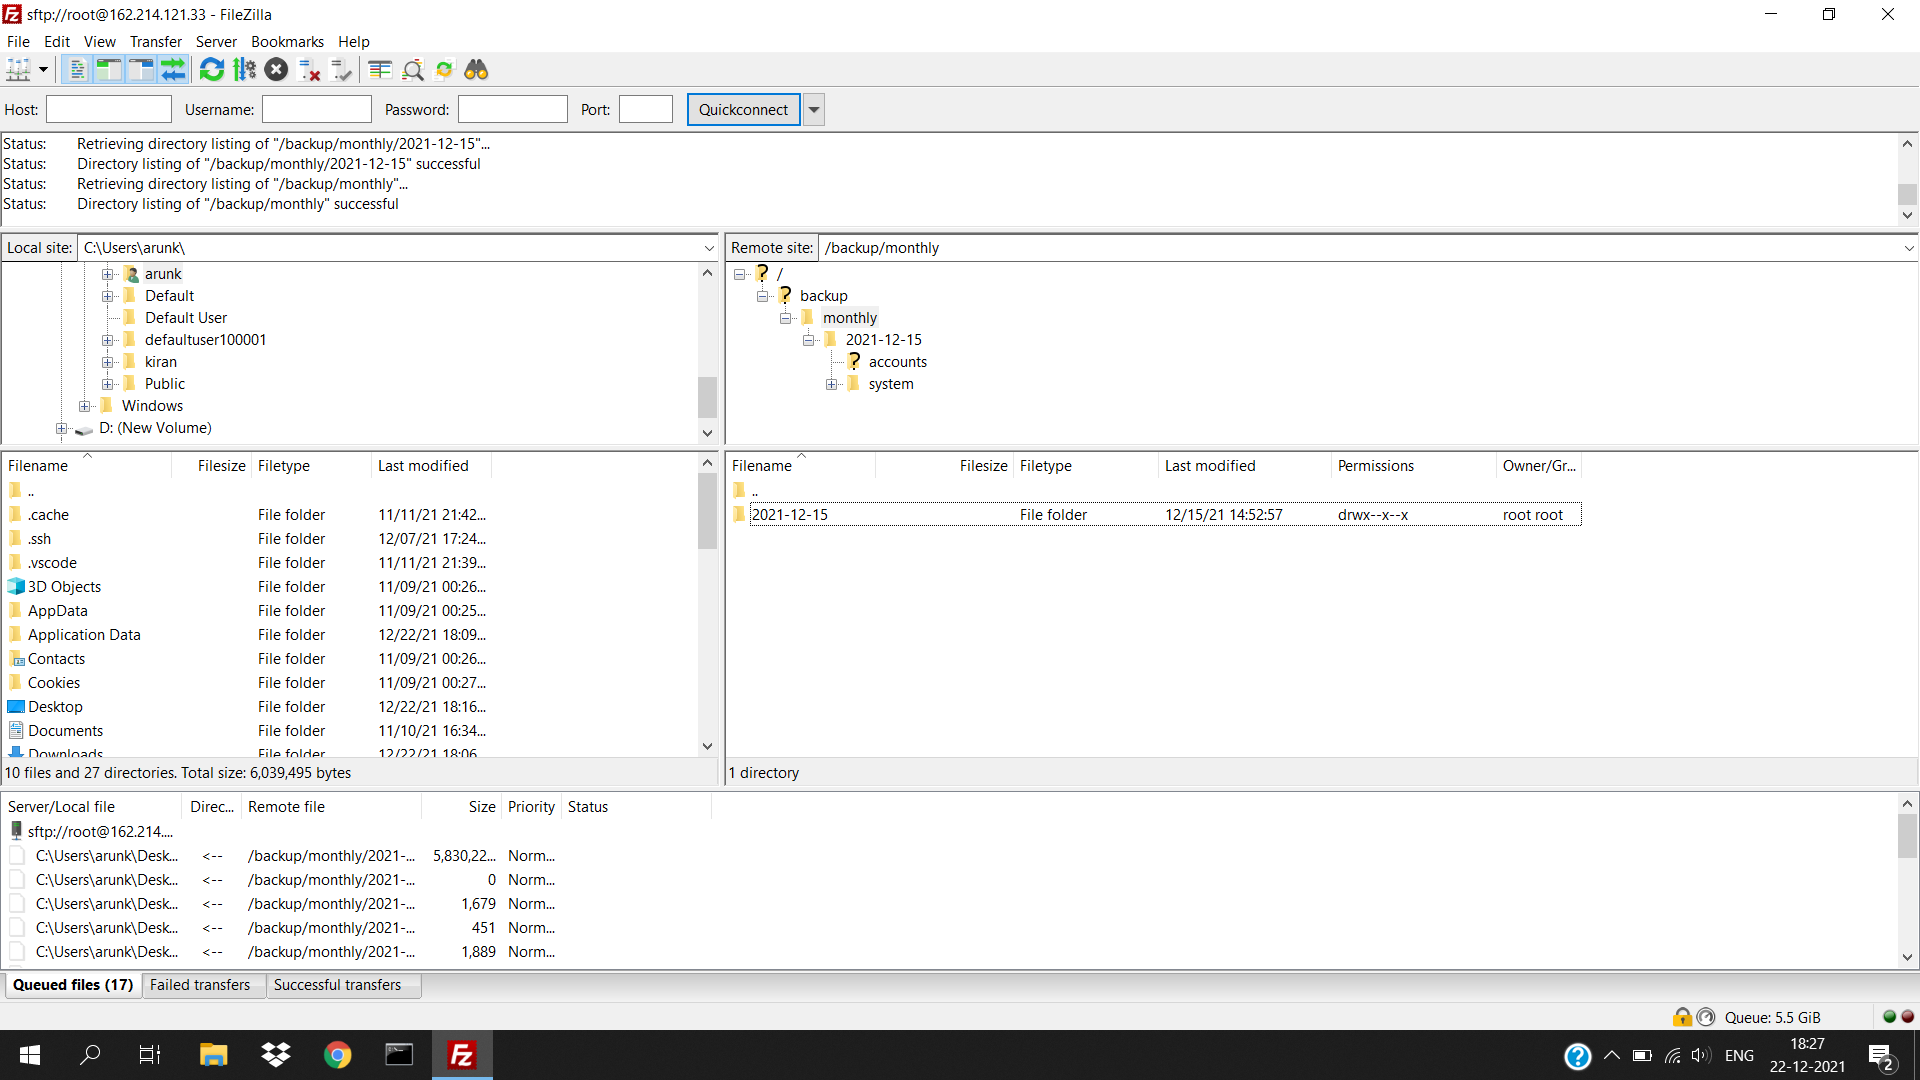 sftp://root@162.214.121.33 - FileZilla
File Edit View Transfer Server Bookmarks Help
Host: Username: Password: Port: Quickconnect
Status: Retrieving directory listing of "/backup/monthly/2021-12-15"...
Status: Directory listing of "/backup/monthly/2021-12-15" successful
Status: Retrieving directory listing of "/backup/monthly"...
Status: Directory listing of "/backup/monthly" successful
Local site: C:\Users\arunk\
arunk
Default
Default User
defaultuser100001
kiran
Public
Windows
D: (New Volume)
Remote site: /backup/monthly
/
backup
monthly
2021-12-15
accounts
system
Filename Filesize Filetype Last modified
..
.cache File folder 11/11/21 21:42...
.ssh File folder 12/07/21 17:24...
.vscode File folder 11/11/21 21:39...
3D Objects File folder 11/09/21 00:26...
AppData File folder 11/09/21 00:25...
Application Data File folder 12/22/21 18:09...
Contacts File folder 11/09/21 00:26...
Cookies File folder 11/09/21 00:27...
Desktop File folder 12/22/21 18:16...
Documents File folder 11/10/21 16:34...
Downloads File folder 12/22/21 18:06
10 files and 27 directories. Total size: 6,039,495 bytes
Filename Filesize Filetype Last modified Permissions Owner/Gr...
..
2021-12-15 File folder 12/15/21 14:52:57 drwx--x--x root root
1 directory
Server/Local file Direc... Remote file Size Priority Status
sftp://root@162.214....
C:\Users\arunk\Desk... <-- /backup/monthly/2021-... 5,830,22... Norm...
C:\Users\arunk\Desk... <-- /backup/monthly/2021-... 0 Norm...
C:\Users\arunk\Desk... <-- /backup/monthly/2021-... 1,679 Norm...
C:\Users\arunk\Desk... <-- /backup/monthly/2021-... 451 Norm...
C:\Users\arunk\Desk... <-- /backup/monthly/2021-... 1,889 Norm...
Queued files (17) Failed transfers Successful transfers
Queue: 5.5 GiB
ENG
18:27
22-12-2021
2